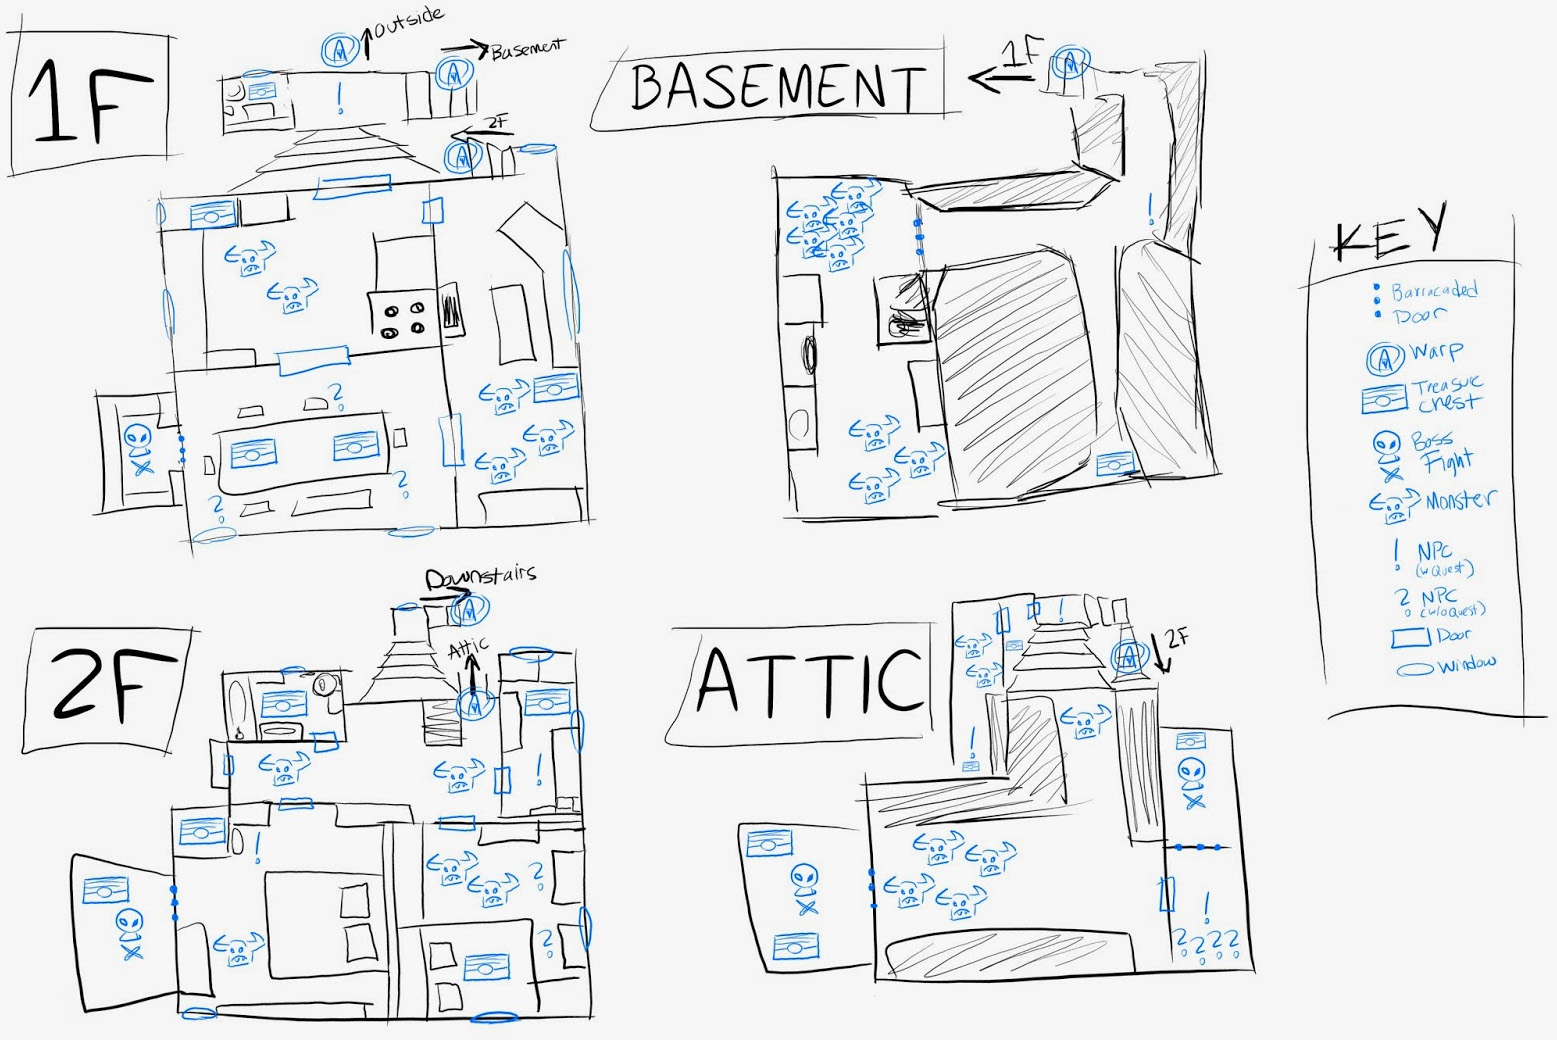 1F
Outside
Basement
2F
BASEMENT
1F
KEY
Barracaded
Door
Warp
Treasure
chest
Boss
Fight
Monster
! NPC
(w Quest)
? NPC
(w/o Quest)
Door
Window
!
?
?
?
!
2F
Downstairs
Attic
!
!
?
?
ATTIC
2F
!
!
!
? ? ? ?